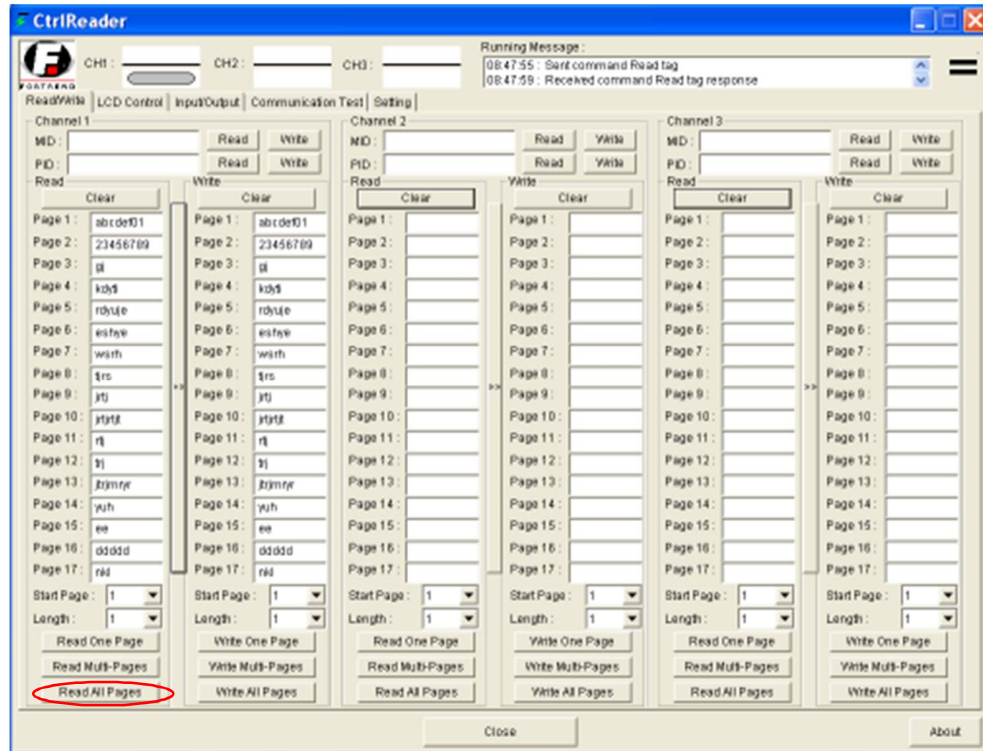 CtrlReader
FORTRENG
CH1 :
CH2 :
CH3 :
Running Message :
08:47:55 : Sent command Read tag
08:47:59 : Received command Read tag response
Read/Write LCD Control Input/Output Communication Test Setting
Channel 1 Channel 2 Channel 3
MID : Read Write MID : Read Write MID : Read Write
PID : Read Write PID : Read Write PID : Read Write
Read Write Read Write Read Write
Clear Clear Clear Clear Clear Clear
Page 1 : abcdef01 Page 1 : abcdef01 Page 1 : Page 1 : Page 1 : Page 1 :
Page 2 : 23456789 Page 2 : 23456789 Page 2 : Page 2 : Page 2 : Page 2 :
Page 3 : Page 3 : Page 3 : Page 3 : Page 3 : Page 3 :
Page 4 : Page 4 : Page 4 : Page 4 : Page 4 : Page 4 :
Page 5 : rdyuje Page 5 : rdyuje Page 5 : Page 5 : Page 5 : Page 5 :
Page 6 : Page 6 : Page 6 : Page 6 : Page 6 : Page 6 :
Page 7 : wsrh Page 7 : wsrh Page 7 : Page 7 : Page 7 : Page 7 :
Page 8 : Page 8 : Page 8 : Page 8 : Page 8 : Page 8 :
>> >> >>
Page 9 : jrtj Page 9 : jrtj Page 9 : Page 9 : Page 9 : Page 9 :
Page 10 : Page 10 : Page 10 : Page 10 : Page 10 : Page 10 :
Page 11 : Page 11 : Page 11 : Page 11 : Page 11 : Page 11 :
Page 12 : Page 12 : Page 12 : Page 12 : Page 12 : Page 12 :
Page 13 : Page 13 : Page 13 : Page 13 : Page 13 : Page 13 :
Page 14 : yuh Page 14 : yuh Page 14 : Page 14 : Page 14 : Page 14 :
Page 15 : ee Page 15 : ee Page 15 : Page 15 : Page 15 : Page 15 :
Page 16 : ddddd Page 16 : ddddd Page 16 : Page 16 : Page 16 : Page 16 :
Page 17 : Page 17 : Page 17 : Page 17 : Page 17 : Page 17 :
Start Page : 1 Start Page : 1 Start Page : 1 Start Page : 1 Start Page : 1 Start Page : 1
Length : 1 Length : 1 Length : 1 Length : 1 Length : 1 Length : 1
Read One Page Write One Page Read One Page Write One Page Read One Page Write One Page
Read Multi-Pages Write Multi-Pages Read Multi-Pages Write Multi-Pages Read Multi-Pages Write Multi-Pages
Read All Pages Write All Pages Read All Pages Write All Pages Read All Pages Write All Pages
Close About